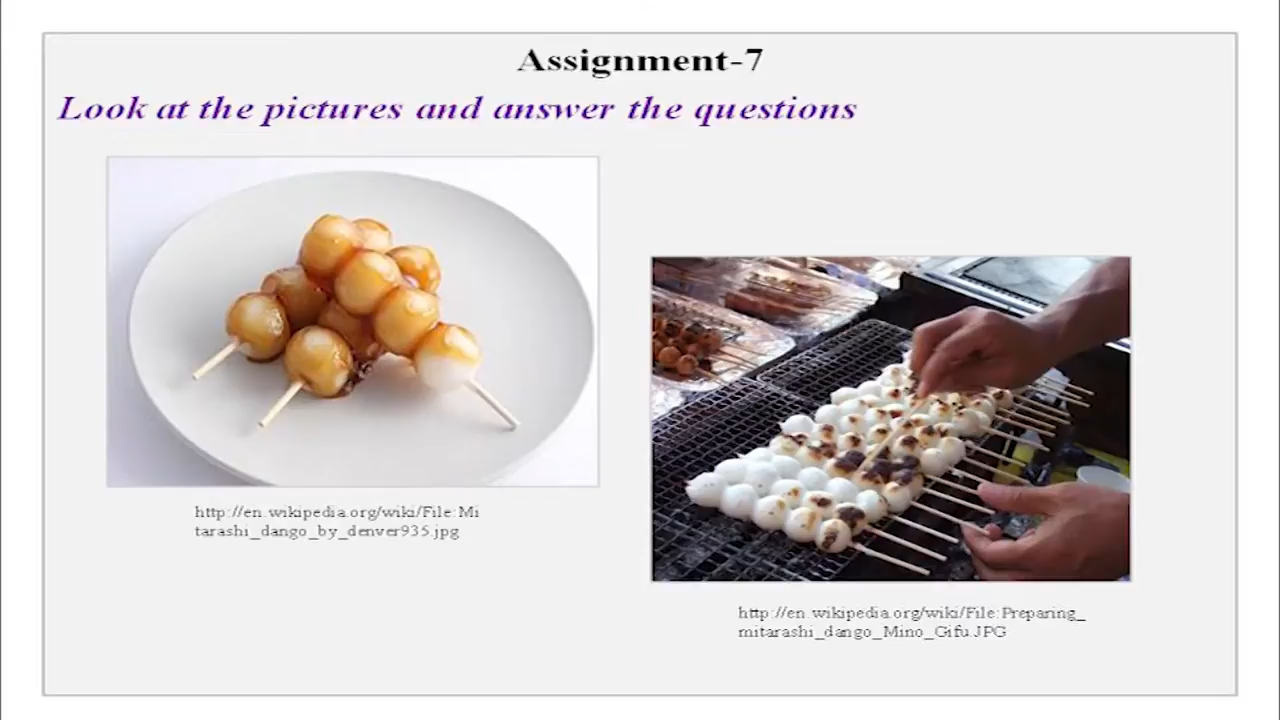 Assignment-7
Look at the pictures and answer the questions
http://en.wikipedia.org/wiki/File:Mi
tarashi_dango_by_denver935.jpg
http://en.wikipedia.org/wiki/File:Preparing_
mitarashi_dango_Mino_Gifu.JPG